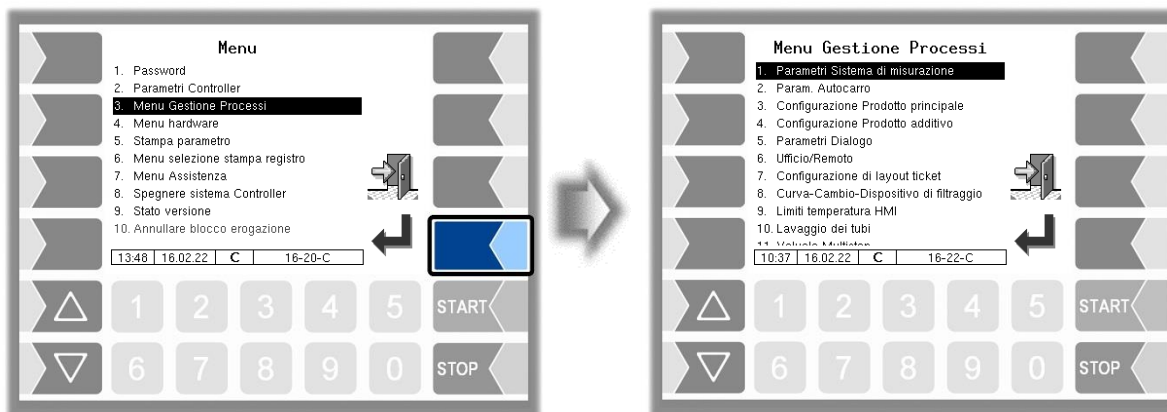 Menu
1. Password
2. Parametri Controller
3. Menu Gestione Processi
4. Menu hardware
5. Stampa parametro
6. Menu selezione stampa registro
7. Menu Assistenza
8. Spegnere sistema Controller
9. Stato versione
10. Annullare blocco erogazione
13:48 16.02.22 C 16-20-C
1 2 3 4 5 START
6 7 8 9 0 STOP
Menu Gestione Processi
1. Parametri Sistema di misurazione
2. Param. Autocarro
3. Configurazione Prodotto principale
4. Configurazione Prodotto additivo
5. Parametri Dialogo
6. Ufficio/Remoto
7. Configurazione di layout ticket
8. Curva-Cambio-Dispositivo di filtraggio
9. Limiti temperatura HMI
10. Lavaggio dei tubi
11.
10:37 16.02.22 C 16-22-C
1 2 3 4 5 START
6 7 8 9 0 STOP